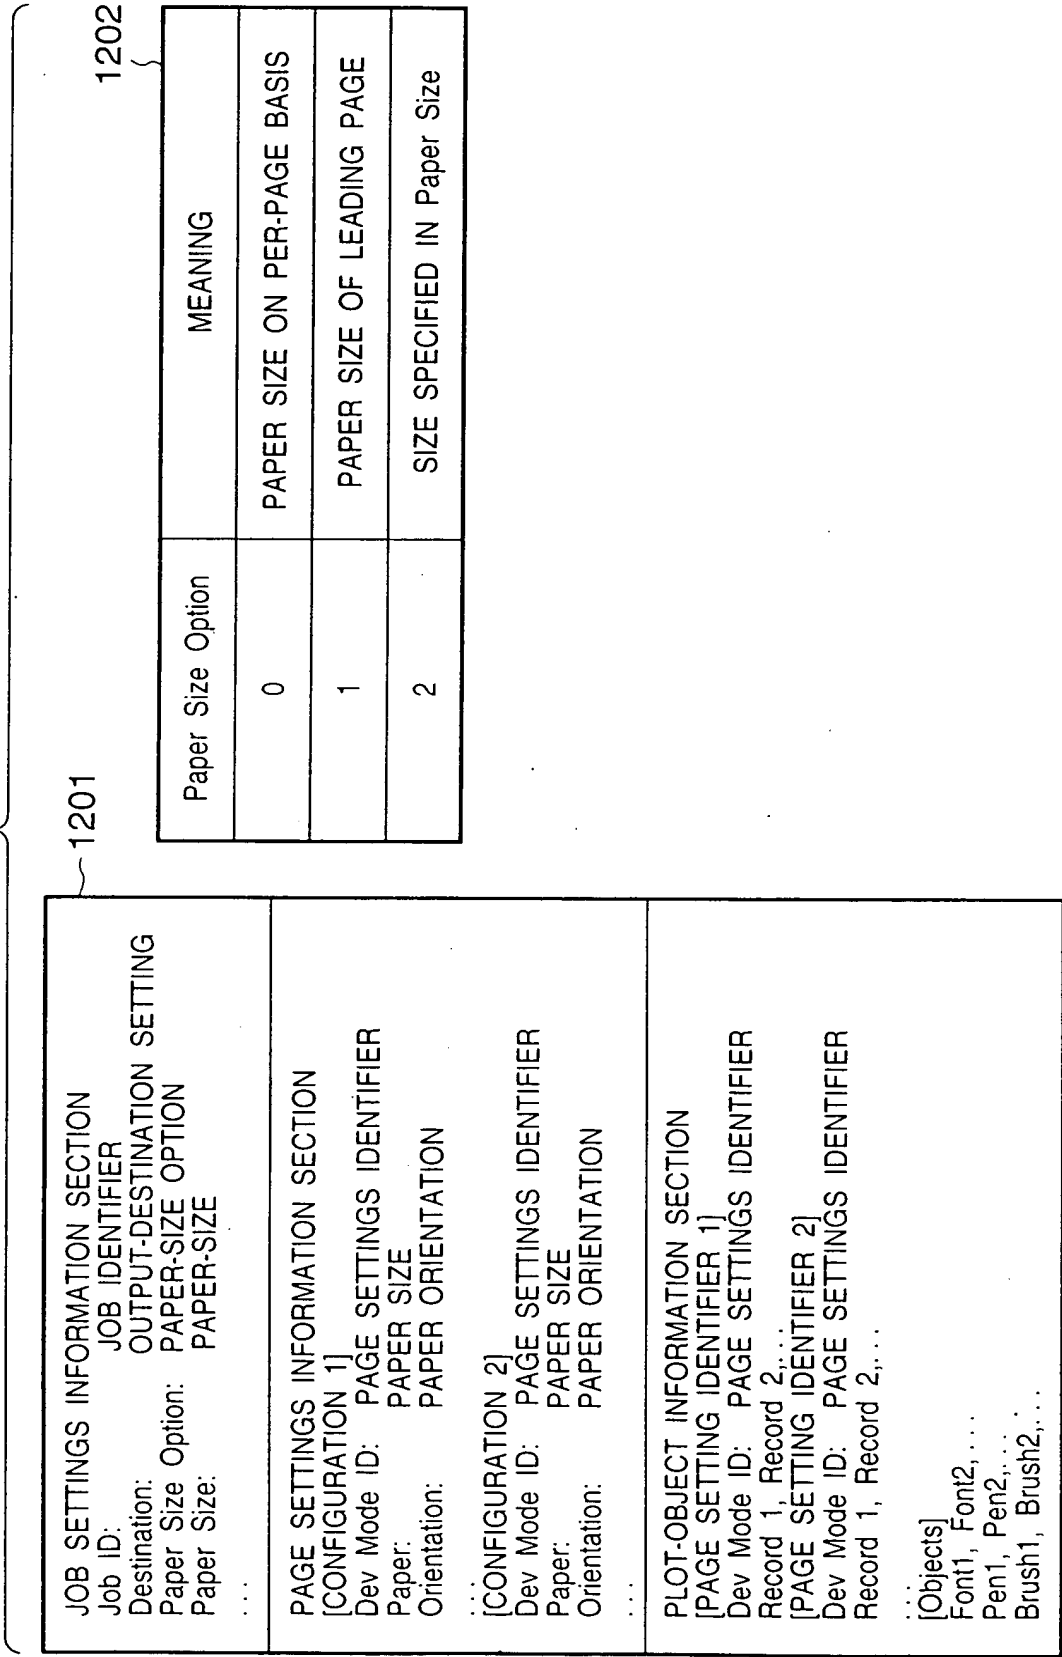 1201
JOB SETTINGS INFORMATION SECTION
Job ID: JOB IDENTIFIER
Destination: OUTPUT-DESTINATION SETTING
Paper Size Option: PAPER-SIZE OPTION
Paper Size: PAPER-SIZE
. . .
PAGE SETTINGS INFORMATION SECTION
[CONFIGURATION 1]
Dev Mode ID: PAGE SETTINGS IDENTIFIER
Paper: PAPER SIZE
Orientation: PAPER ORIENTATION
. . .
[CONFIGURATION 2]
Dev Mode ID: PAGE SETTINGS IDENTIFIER
Paper: PAPER SIZE
Orientation: PAPER ORIENTATION
. . .
PLOT-OBJECT INFORMATION SECTION
[PAGE SETTING IDENTIFIER 1]
Dev Mode ID: PAGE SETTINGS IDENTIFIER
Record 1, Record 2,. . .
[PAGE SETTING IDENTIFIER 2]
Dev Mode ID: PAGE SETTINGS IDENTIFIER
Record 1, Record 2,. . .
. . .
[Objects]
Font1, Font2,. . .
Pen1, Pen2,. . .
Brush1, Brush2,. . .
1202
Paper Size Option MEANING
0 PAPER SIZE ON PER-PAGE BASIS
1 PAPER SIZE OF LEADING PAGE
2 SIZE SPECIFIED IN Paper Size